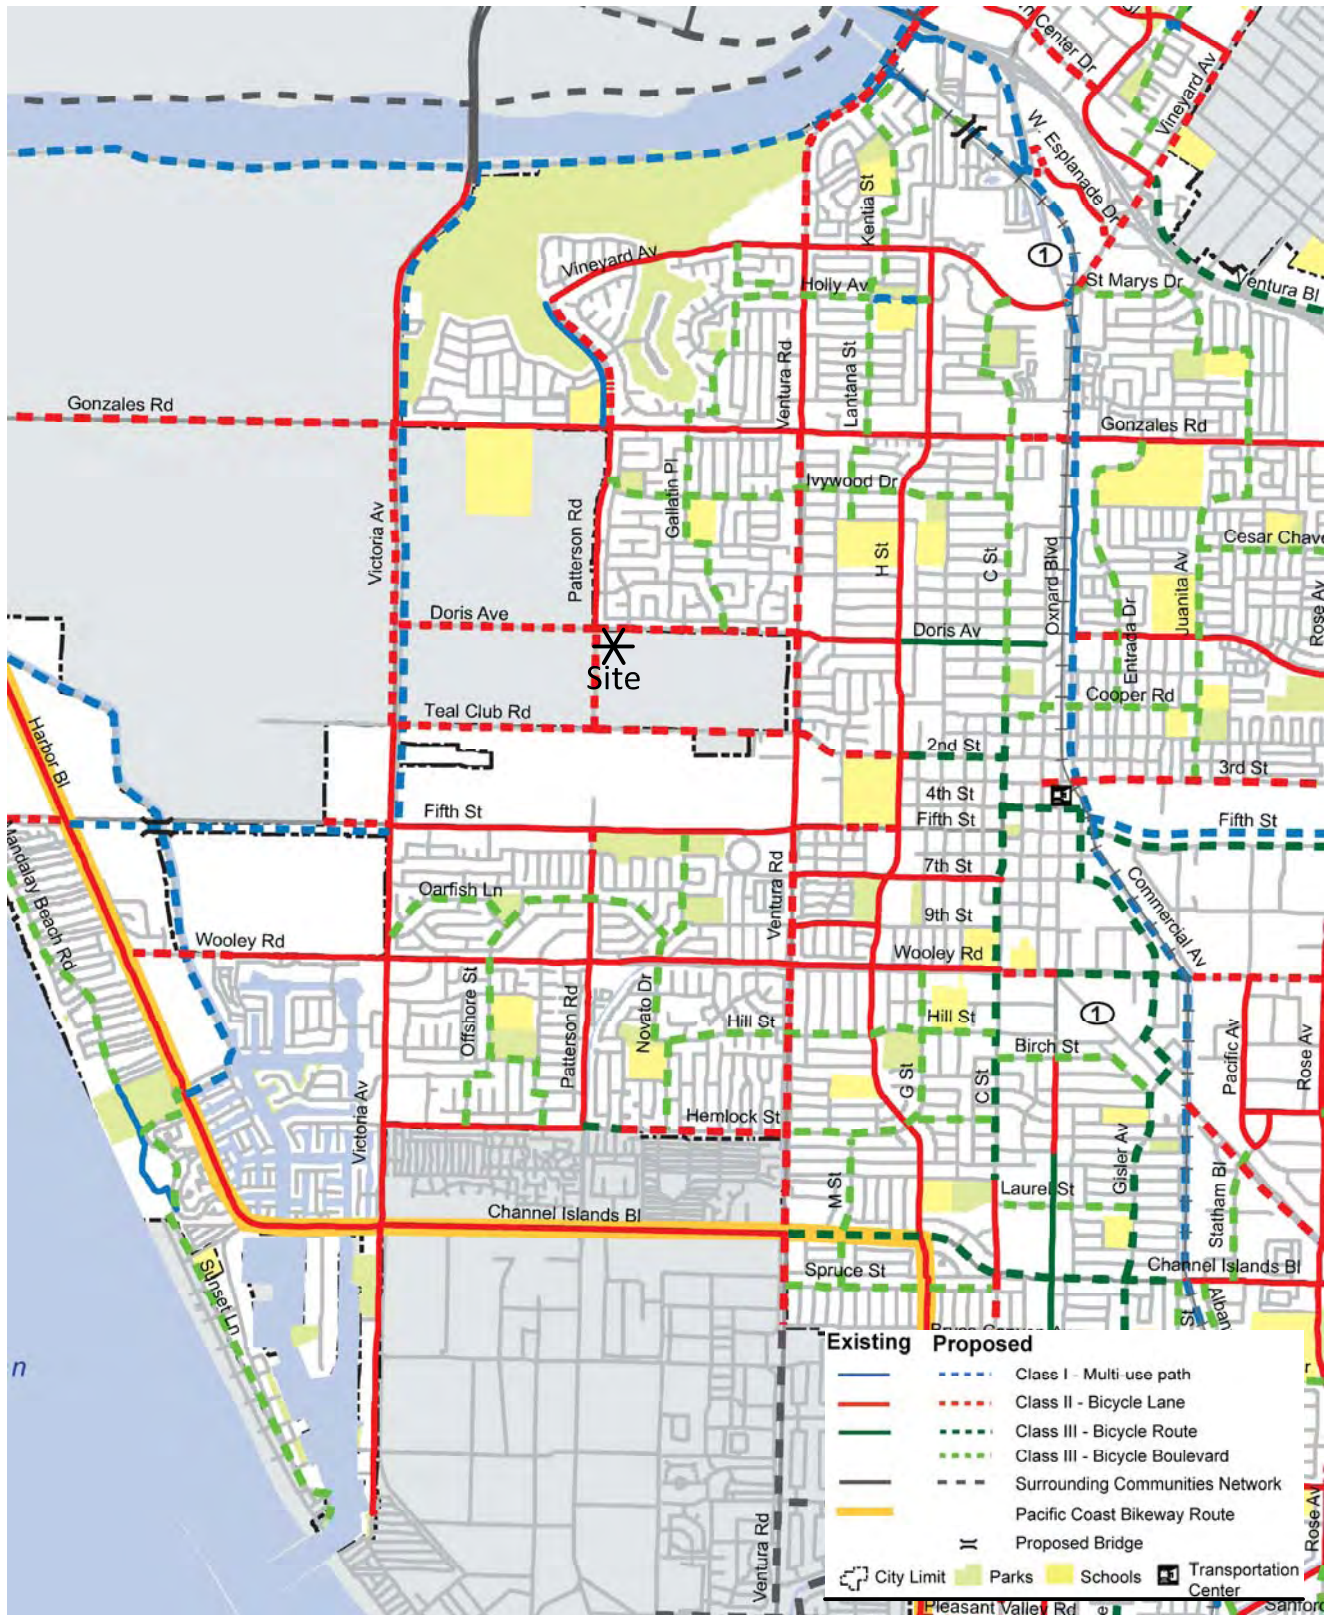 Center Dr
Vineyard Av
W. Esplanade Dr
Kentia St
Vineyard Av
1
Holly Av
St Marys Dr
Ventura Bl
Ventura Rd
Lantana St
Gonzales Rd
Gonzales Rd
Gallatin Pl
Ivywood Dr
Victoria Av
Patterson Rd
H St
C St
Oxnard Blvd
Cesar Chave
Juanita Av
Entrada Dr
Rose Av
Doris Ave
Doris Av
Site
Cooper Rd
Teal Club Rd
Harbor Bl
2nd St
3rd St
4th St
Fifth St
Fifth St
Fifth St
Mandalay Beach Rd
Ventura Rd
7th St
Commercial Av
Oarfish Ln
9th St
Wooley Rd
Wooley Rd
Offshore St
Patterson Rd
Novato Dr
Hill St
Hill St
1
Birch St
Pacific Av
Rose Av
Victoria Av
G St
C St
Hemlock St
Gisler Av
M St
Laurel St
Statham Bl
Channel Islands Bl
Spruce St
Channel Islands Bl
Sunset Ln
St
Alban
n
Ventura Rd
Existing Proposed
Class I - Multi-use path
Class II - Bicycle Lane
Class III - Bicycle Route
Class III - Bicycle Boulevard
Surrounding Communities Network
Pacific Coast Bikeway Route
Proposed Bridge
City Limit Parks Schools Transportation
Center
r
Rose Av
Pleasant Valley Rd
e
Sanford